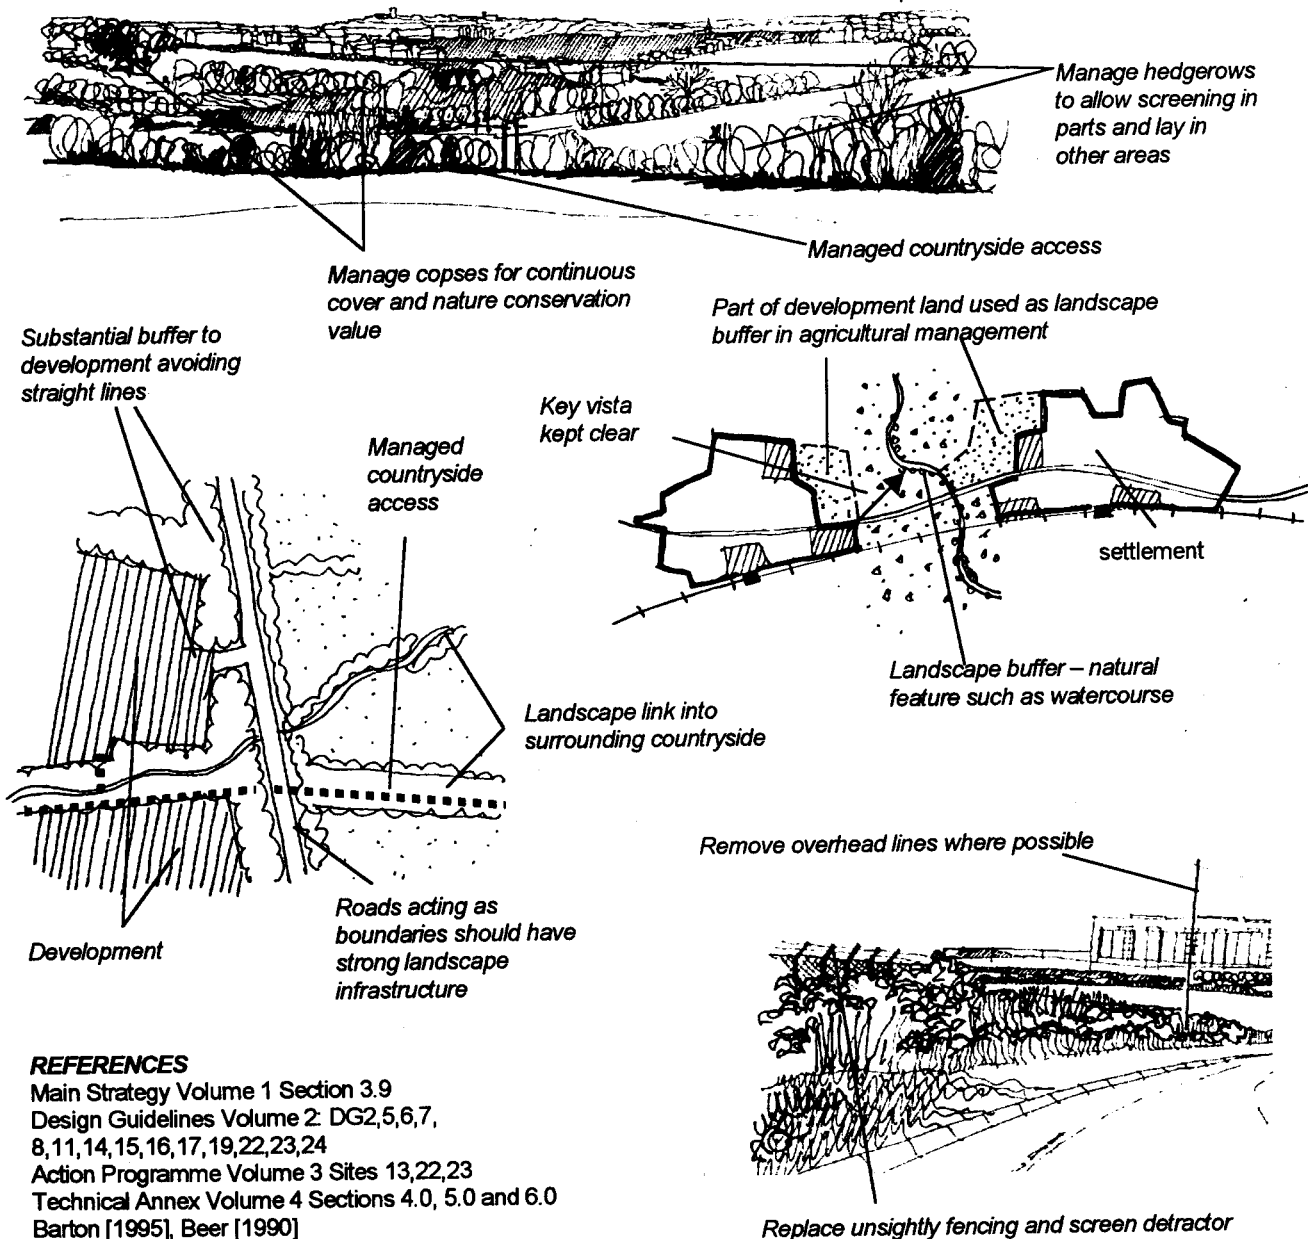 Manage hedgerows
to allow screening in
parts and lay in
other areas
Managed countryside access
Manage copses for continuous
cover and nature conservation
value
Part of development land used as landscape
buffer in agricultural management
Substantial buffer to
development avoiding
straight lines
Key vista
kept clear
Managed
countryside
access
settlement
Landscape buffer – natural
feature such as watercourse
Landscape link into
surrounding countryside
Remove overhead lines where possible
Development
Roads acting as
boundaries should have
strong landscape
infrastructure
REFERENCES
Main Strategy Volume 1 Section 3.9
Design Guidelines Volume 2: DG2,5,6,7,
8,11,14,15,16,17,19,22,23,24
Action Programme Volume 3 Sites 13,22,23
Technical Annex Volume 4 Sections 4.0, 5.0 and 6.0
Barton [1995], Beer [1990]
Replace unsightly fencing and screen detractor